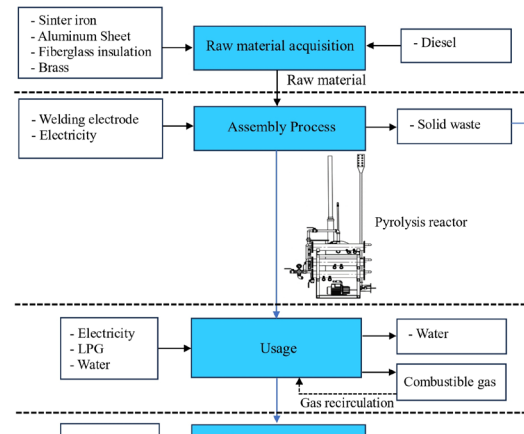 - Sinter iron
- Aluminum Sheet
- Fiberglass insulation
- Brass
Raw material acquisition
- Diesel
Raw material
- Welding electrode
- Electricity
Assembly Process
- Solid waste
Pyrolysis reactor
- Electricity
- LPG
- Water
Usage
- Water
Combustible gas
Gas recirculation